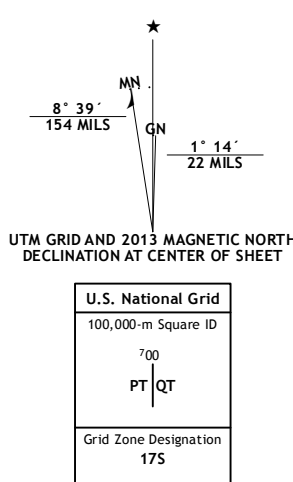 ★
MN
8° 39´
154 MILS
GN
1° 14´
22 MILS
UTM GRID AND 2013 MAGNETIC NORTH
DECLINATION AT CENTER OF SHEET
U.S. National Grid
100,000-m Square ID
⁷00
PT QT
Grid Zone Designation
17S